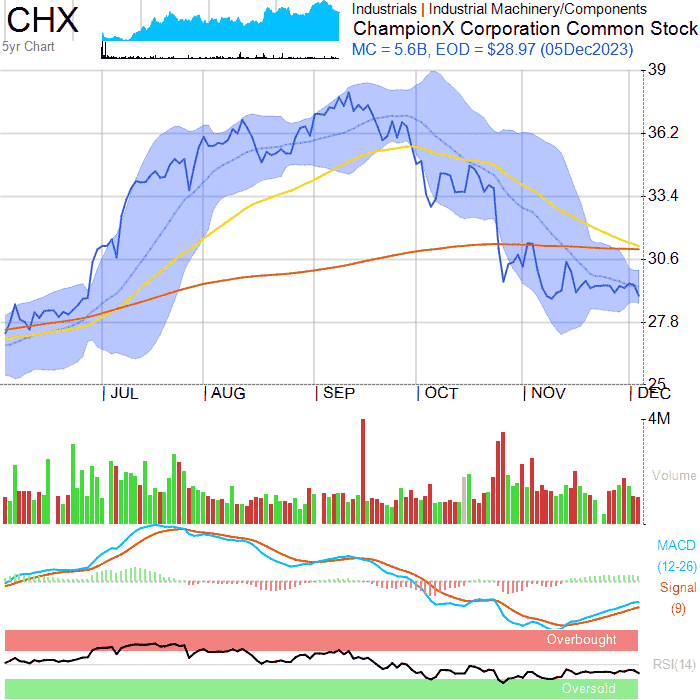 CHX
5yr Chart
Industrials | Industrial Machinery/Components
ChampionX Corporation Common Stock
MC = 5.6B, EOD = $28.97 (05Dec2023)
39
36.2
33.4
30.6
27.8
25
JUL AUG SEP OCT NOV DEC
4M
Volume
MACD
(12-26)
Signal
(9)
Overbought
RSI(14)
Oversold